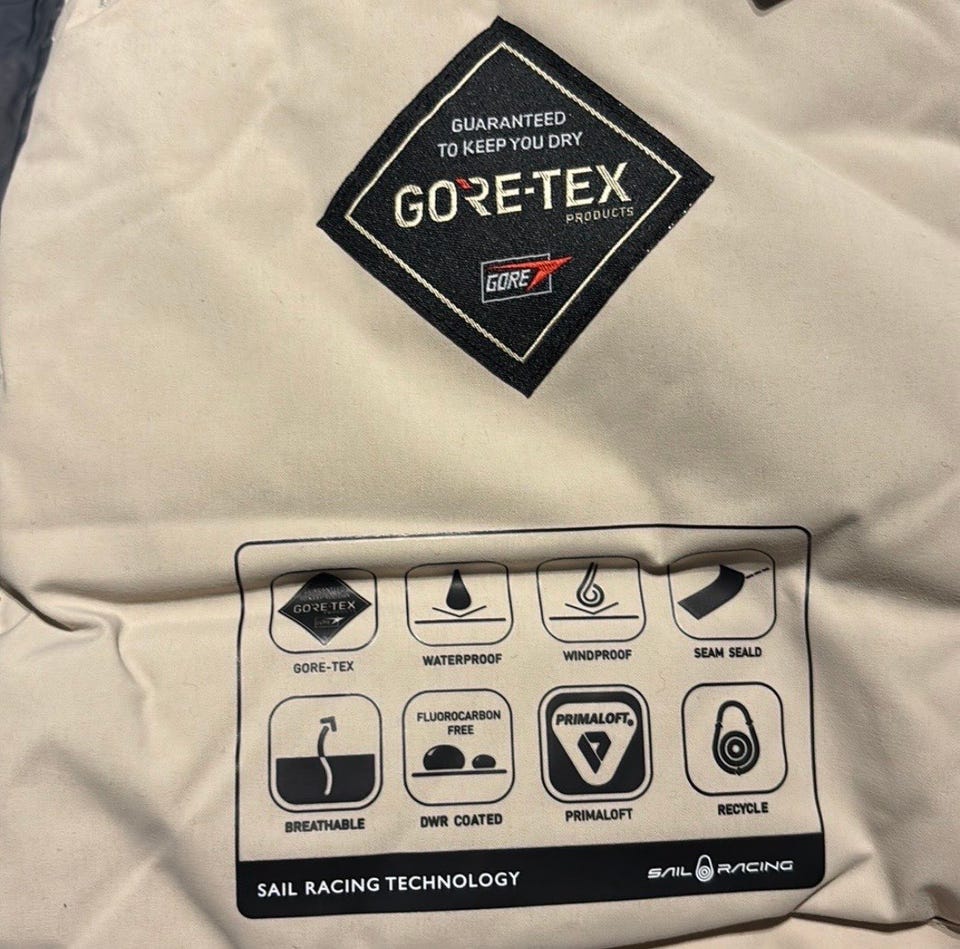 GUARANTEED
TO KEEP YOU DRY
GORE-TEX
PRODUCTS
GORE
GORE-TEX
GORE-TEX
WATERPROOF
WINDPROOF
SEAM SEALD
FLUOROCARBON
FREE
PRIMALOFT®
BREATHABLE
DWR COATED
PRIMALOFT
RECYCLE
SAIL RACING TECHNOLOGY
SAIL RACING